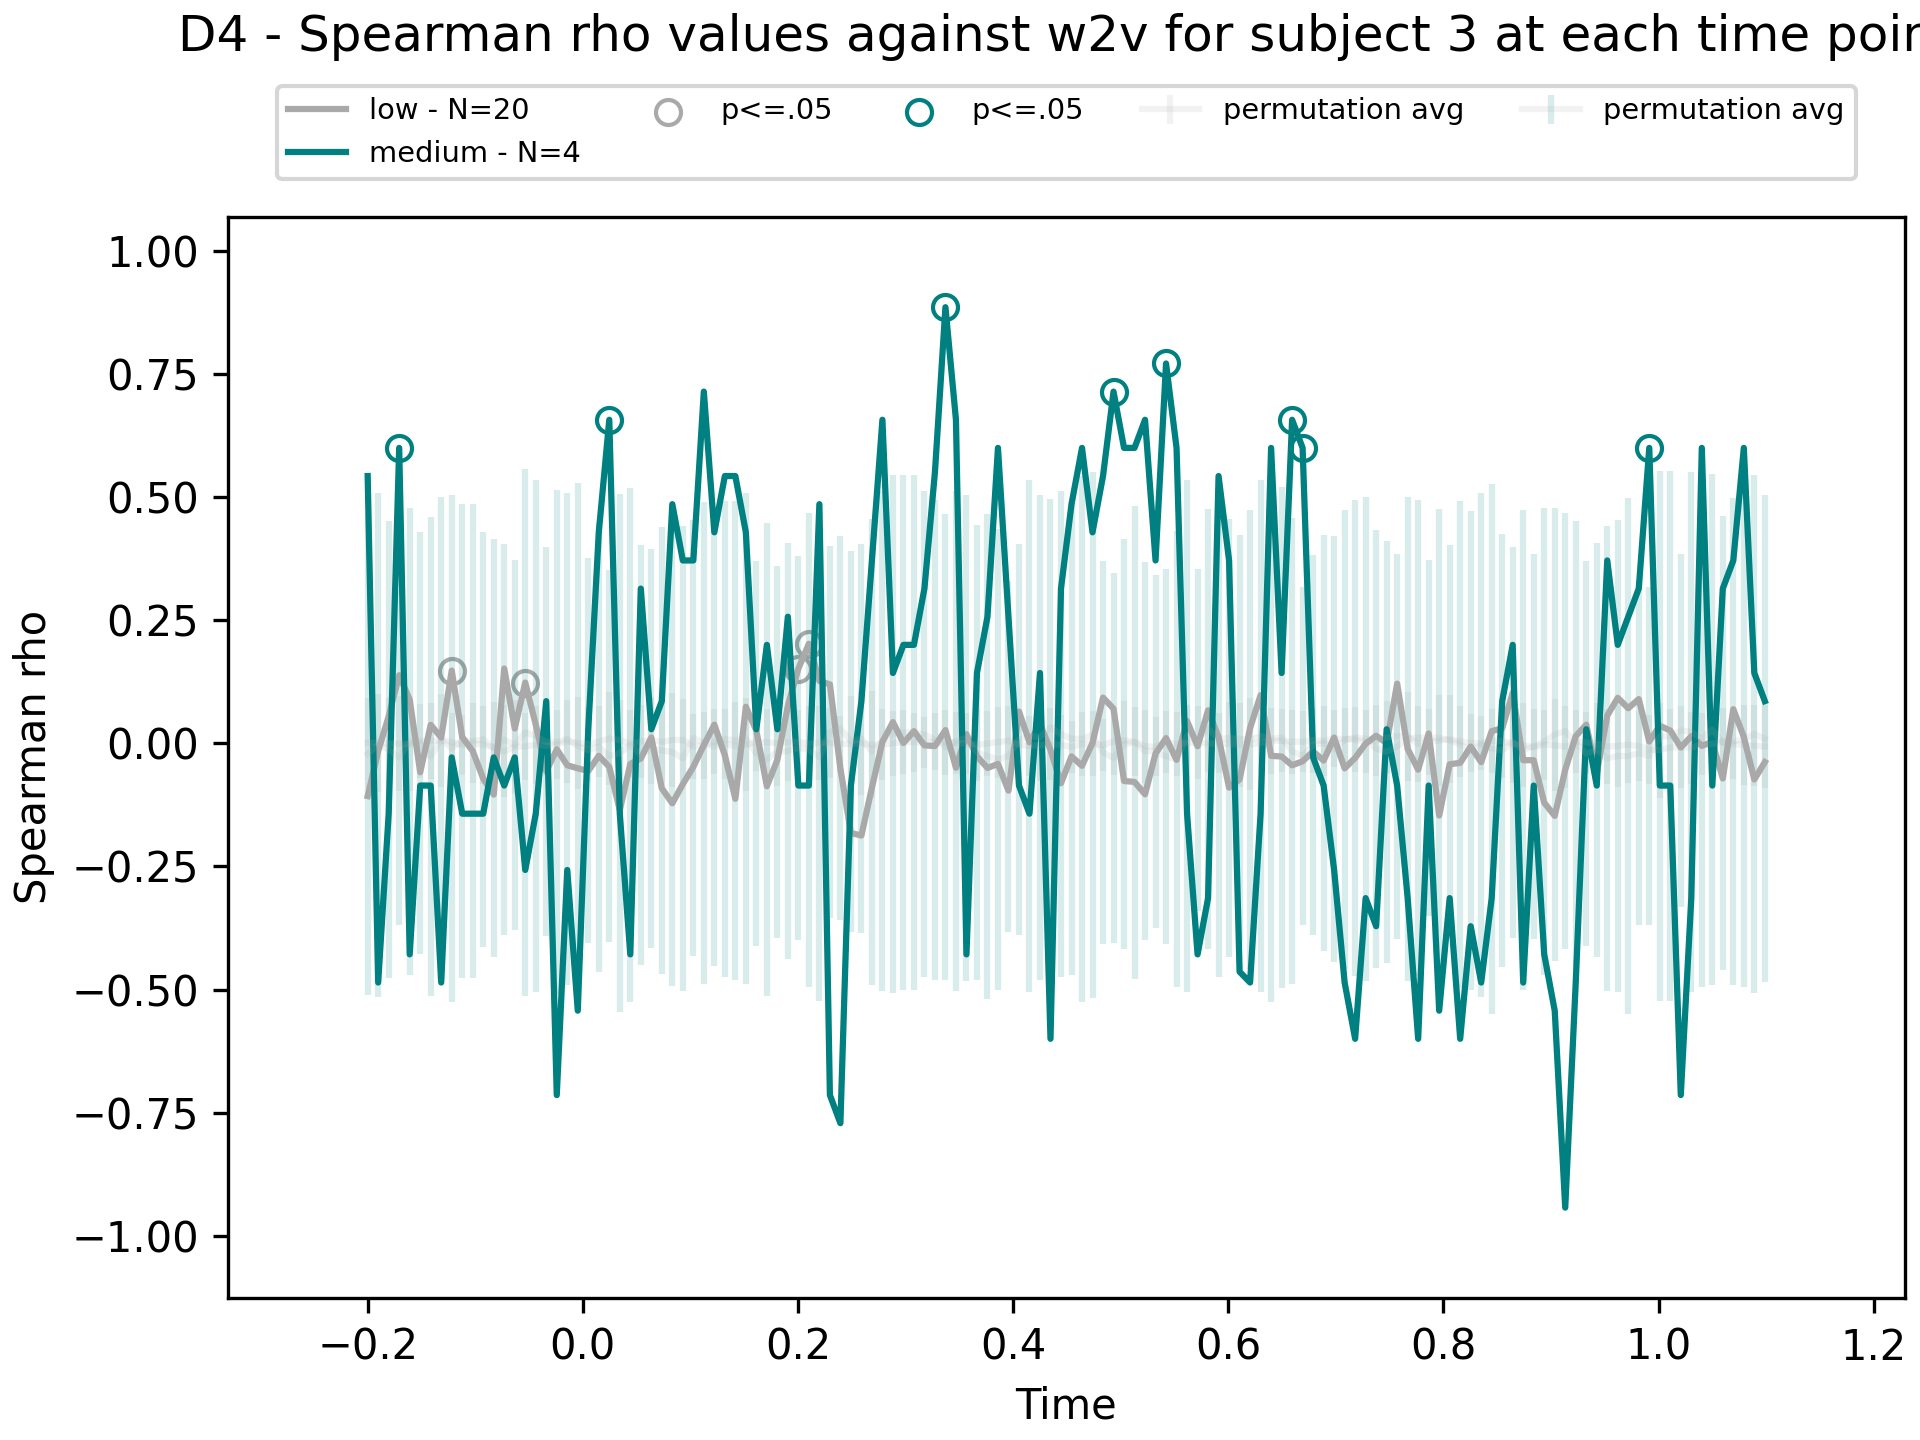 D4 - Spearman rho values against w2v for subject 3 at each time poin
low - N=20
medium - N=4
p<=.05
p<=.05
permutation avg
permutation avg
Spearman rho
1.00
0.75
0.50
0.25
0.00
−0.25
−0.50
−0.75
−1.00
−0.2 0.0 0.2 0.4 0.6 0.8 1.0 1.2
Time